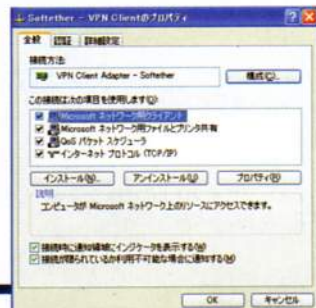 Softether - VPN Clientのプロパティ
全般 認証 詳細設定
接続方法:
VPN Client Adapter - Softether
構成(C)...
この接続は次の項目を使用します(O):
Microsoft ネットワーク用クライアント
Microsoft ネットワーク用ファイルとプリンタ共有
QoS パケット スケジューラ
インターネット プロトコル (TCP/IP)
インストール(N)... アンインストール(U) プロパティ(R)
説明
コンピュータが Microsoft ネットワーク上のリソースにアクセスできます。
接続時に通知領域にインジケータを表示する(W)
接続が限られているか利用不可能な場合に通知する(M)
OK キャンセル